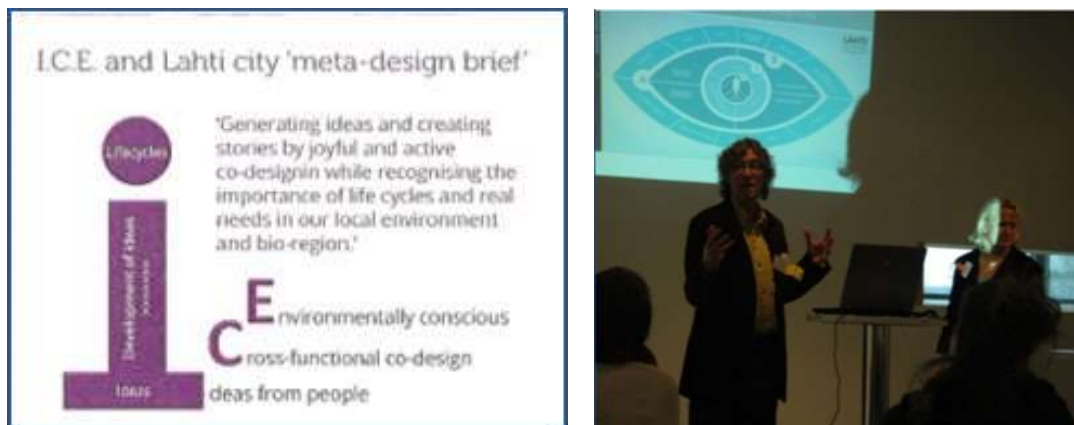 I.C.E. and Lahti city 'meta-design brief'
Lifecycles
'Generating ideas and creating
stories by joyful and active
co-designin while recognising the
importance of life cycles and real
needs in our local environment
and bio-region.'
Development of ideas
Environmentally conscious
Cross-functional co-design
Ideas
deas from people
LAHTI